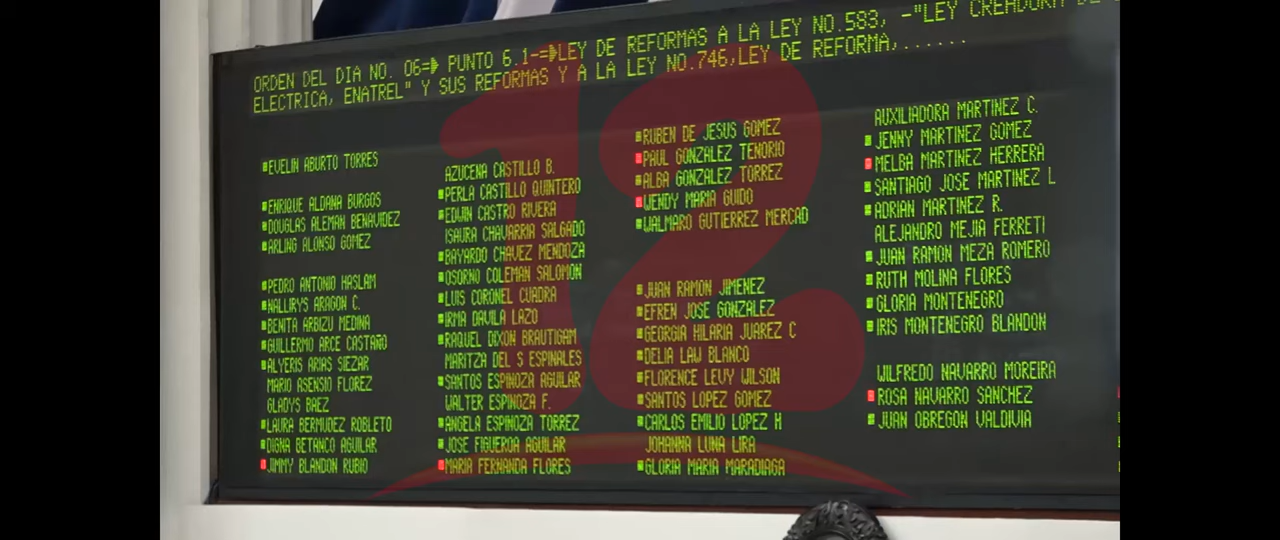 ORDEN DEL DIA NO. 06=> PUNTO 6.1-=>LEY DE REFORMAS A LA LEY NO.583, -"LEY CREADORA DE
ELECTRICA, ENATREL" Y SUS REFORMAS Y A LA LEY NO.746,LEY DE REFORMA,......
EVELIN ABURTO TORRES
ENRIQUE ALDANA BURGOS
DOUGLAS ALEMAN BENAVIDEZ
ARLING ALONSO GOMEZ
PEDRO ANTONIO HASLAM
WALLIRYS ARAGON C.
BENITA ARBIZU MEDINA
GUILLERMO ARCE CASTAÑO
ALYERIS ARIAS SIEZAR
MARIO ASENSIO FLOREZ
GLADYS BAEZ
LAURA BERMUDEZ ROBLETO
DIGNA BETANCO AGUILAR
JIMMY BLANDON RUBIO
AZUCENA CASTILLO B.
PERLA CASTILLO QUINTERO
EDWIN CASTRO RIVERA
ISAURA CHAVARRIA SALGADO
BAYARDO CHAVEZ MENDOZA
OSORNO COLEMAN SALOMON
LUIS CORONEL CUADRA
IRMA DAVILA LAZO
RAQUEL DIXON BRAUTIGAM
MARITZA DEL S ESPINALES
SANTOS ESPINOZA AGUILAR
WALTER ESPINOZA F.
ANGELA ESPINOZA TORREZ
JOSE FIGUEROA AGUILAR
MARIA FERNANDA FLORES
RUBEN DE JESUS GOMEZ
PAUL GONZALEZ TENORIO
ALBA GONZALEZ TORREZ
WENDY MARIA GUIDO
WALMARO GUTIERREZ MERCAD
JUAN RAMON JIMENEZ
EFREN JOSE GONZALEZ
GEORGIA HILARIA JUAREZ C
DELIA LAW BLANCO
FLORENCE LEVY WILSON
SANTOS LOPEZ GOMEZ
CARLOS EMILIO LOPEZ H
JOHANNA LUNA LIRA
GLORIA MARIA MARADIAGA
AUXILIADORA MARTINEZ C.
JENNY MARTINEZ GOMEZ
MELBA MARTINEZ HERRERA
SANTIAGO JOSE MARTINEZ L
ADRIAN MARTINEZ R.
ALEJANDRO MEJIA FERRETI
JUAN RAMON MEZA ROMERO
RUTH MOLINA FLORES
GLORIA MONTENEGRO
IRIS MONTENEGRO BLANDON
WILFREDO NAVARRO MOREIRA
ROSA NAVARRO SANCHEZ
JUAN OBREGON VALDIVIA
12